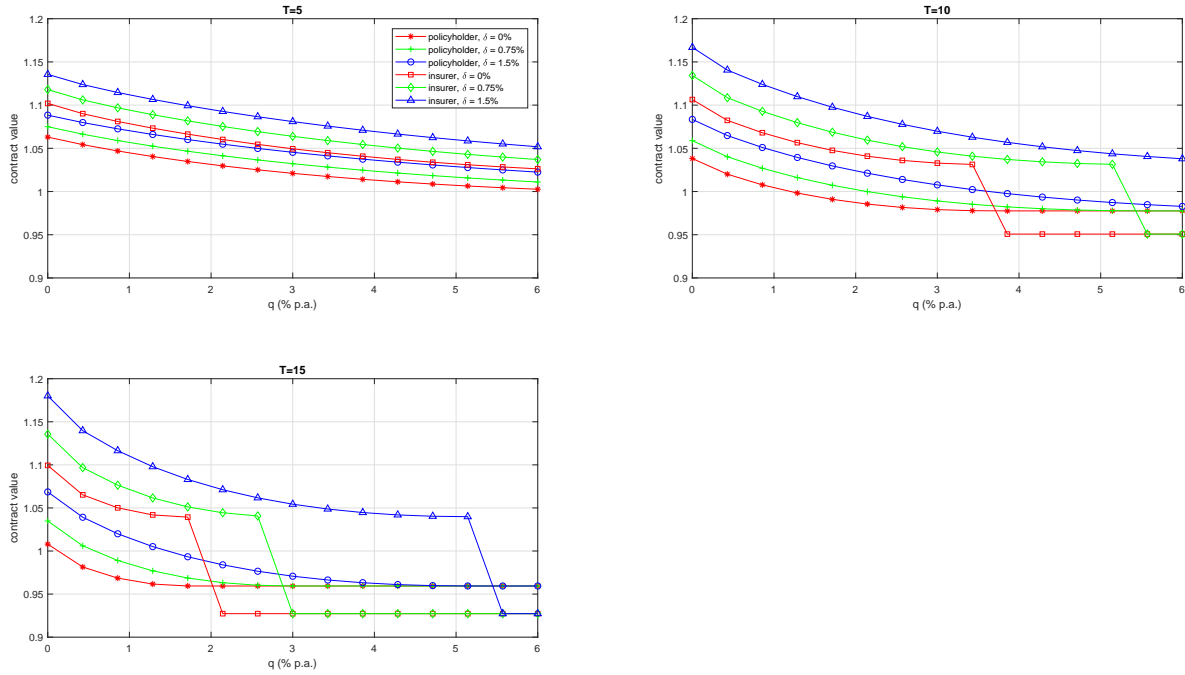 T=5
1.2
1.15
1.1
1.05
1
0.95
0.9
contract value
0 1 2 3 4 5 6
q (% p.a.)
policyholder, δ = 0%
policyholder, δ = 0.75%
policyholder, δ = 1.5%
insurer, δ = 0%
insurer, δ = 0.75%
insurer, δ = 1.5%
T=10
1.2
1.15
1.1
1.05
1
0.95
0.9
contract value
0 1 2 3 4 5 6
q (% p.a.)
T=15
1.2
1.15
1.1
1.05
1
0.95
0.9
contract value
0 1 2 3 4 5 6
q (% p.a.)